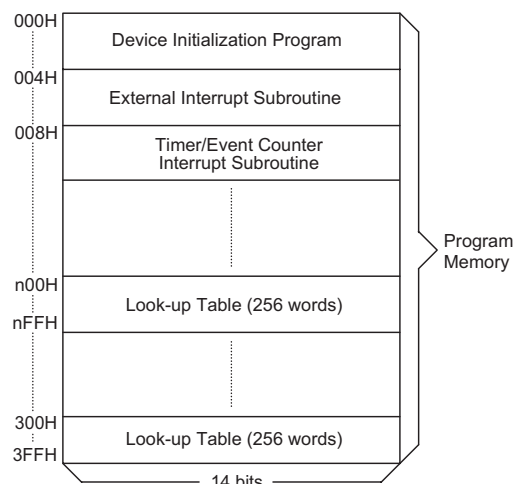 000H
Device Initialization Program
004H
External Interrupt Subroutine
008H
Timer/Event Counter
Interrupt Subroutine
Program
Memory
n00H
Look-up Table (256 words)
nFFH
300H
Look-up Table (256 words)
3FFH
14 bits